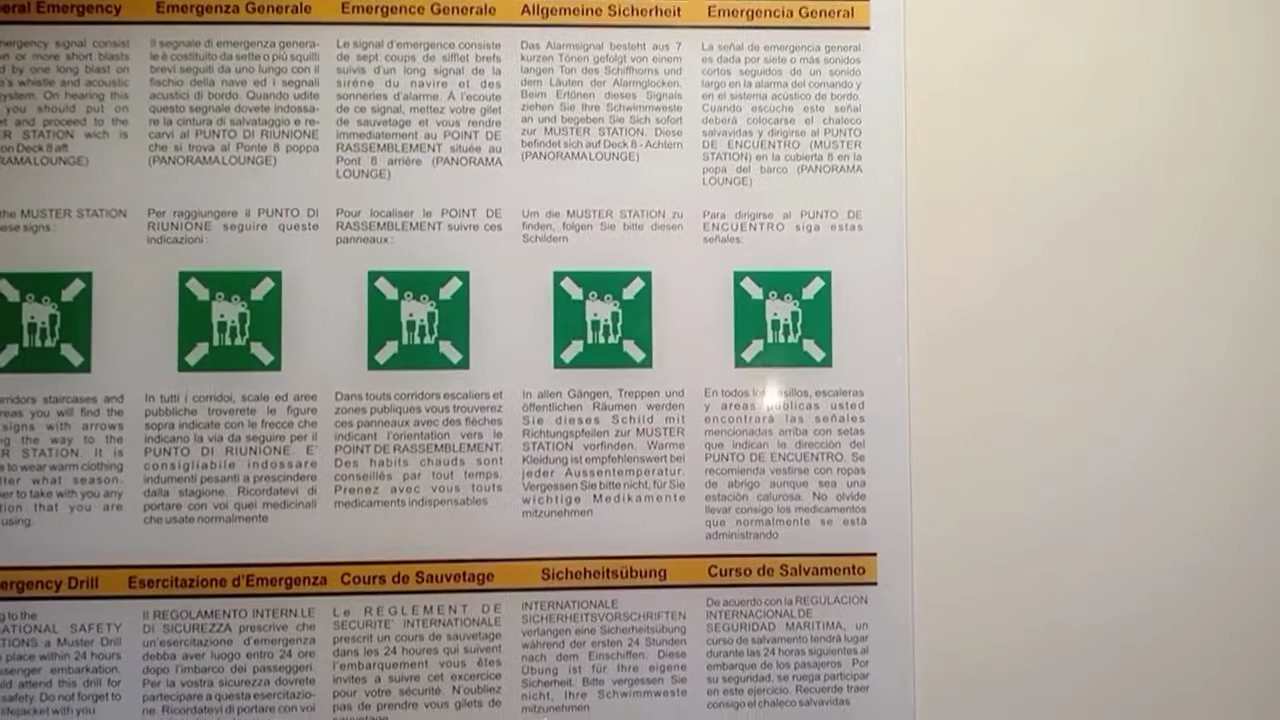 eral Emergency
ergency signal consist
n or more short blasts
d by one long blast on
's whistle and acoustic
ystem. On hearing this
you should put on
et and proceed to the
R STATION wich is
on Deck 8 aft
RAMA LOUNGE)
the MUSTER STATION
ese signs:
rridors staircases and
reas you will find the
signs with arrows
ng the way to the
R STATION. It is
e to wear warm clothing
tter what season.
er to take with you any
tion that you are
using.
Emergenza Generale
Il segnale di emergenza genera-
le è costituito da sette o più squilli
brevi seguiti da uno lungo con il
fischio della nave ed i segnali
acustici di bordo. Quando udite
questo segnale dovete indossa-
re la cintura di salvataggio e re-
carvi al PUNTO DI RIUNIONE
che si trova al Ponte 8 poppa
(PANORAMA LOUNGE)
Per raggiungere il PUNTO DI
RIUNIONE seguire queste
indicazioni:
In tutti i corridoi, scale ed aree
pubbliche troverete le figure
sopra indicate con le frecce che
indicano la via da seguire per il
PUNTO DI RIUNIONE. E'
consigliabile indossare
indumenti pesanti a prescindere
dalla stagione. Ricordatevi di
portare con voi quei medicinali
che usate normalmente
Emergence Generale
Le signal d'emergence consiste
de sept coups de sifflet brefs
suivis d'un long signal de la
sirène du navire et des
sonneries d'alarme. À l'écoute
de ce signal, mettez votre gilet
de sauvetage et vous rendre
immediatement au POINT DE
RASSEMBLEMENT située au
Pont 8 arrière (PANORAMA
LOUNGE)
Pour localiser le POINT DE
RASSEMBLEMENT suivre ces
panneaux:
Dans touts corridors escaliers et
zones publiques vous trouverez
ces panneaux avec des flèches
indicant l'orientation vers le
POINT DE RASSEMBLEMENT.
Des habits chauds sont
conseillés par tout temps.
Prenez avec vous touts
medicaments indispensables
Allgemeine Sicherheit
Das Alarmsignal besteht aus 7
kurzen Tönen gefolgt von einem
langen Ton des Schiffhorns und
dem Läuten der Alarmglocken.
Beim Ertönen dieses Signals
ziehen Sie Ihre Schwimmweste
an und begeben Sie Sich sofort
zur MUSTER STATION. Diese
befindet sich auf Deck 8 - Achtern
(PANORAMA LOUNGE)
Um die MUSTER STATION zu
finden, folgen Sie bitte diesen
Schildern
In allen Gängen, Treppen und
öffentlichen Räumen werden
Sie dieses Schild mit
Richtungspfeilen zur MUSTER
STATION vorfinden. Warme
Kleidung ist empfehlenswert bei
jeder Aussentemperatur.
Vergessen Sie bitte nicht, für Sie
wichtige Medikamente
mitzunehmen
Emergencia General
La señal de emergencia general
es dada por siete o más sonidos
cortos seguidos de un sonido
largo en la alarma del comando y
en el sistema acústico de bordo.
Cuando escuche este señal
deberá colocarse el chaleco
salvavidas y dirigirse al PUNTO
DE ENCUENTRO (MUSTER
STATION) en la cubierta 8 en la
popa del barco (PANORAMA
LOUNGE)
Para dirigirse al PUNTO DE
ENCUENTRO siga estas
señales:
En todos los pasillos, escaleras
y areas publicas usted
encontrará las señales
mencionadas arriba con setas
que indican le dirección del
PUNTO DE ENCUENTRO. Se
recomienda vestirse con ropas
de abrigo aunque sea una
estación calurosa. No olvide
llevar consigo los medicamentos
que normalmente se está
administrando
ergency Drill
g to the
ATIONAL SAFETY
TIONS a Muster Drill
place within 24 hours
ssenger embarkation.
uld attend this drill for
safety. Do not forget to
lifejacket with you
Esercitazione d'Emergenza
Il REGOLAMENTO INTERN.LE
DI SICUREZZA prescrive che
un'esercitazione d'emergenza
debba aver luogo entro 24 ore
dopo l'imbarco dei passeggeri.
Per la vostra sicurezza dovrete
partecipare a questa esercitazio-
ne. Ricordatevi di portare con voi
Cours de Sauvetage
Le REGLEMENT DE
SECURITE' INTERNATIONALE
prescrit un cours de sauvetage
dans les 24 heures qui suivent
l'embarquement vous êtes
invites a suivre cet excercice
pour votre sécurité. N'oubliez
pas de prendre vous gilets de
sauvetage
Sicheheitsübung
INTERNATIONALE
SICHERHEITSVORSCHRIFTEN
verlangen eine Sicherheitsübung
während der ersten 24 Stunden
nach dem Einschiffen. Diese
Übung ist für Ihre eigene
Sicherheit. Bitte vergessen Sie
nicht, Ihre Schwimmweste
mitzunehmen
Curso de Salvamento
De acuerdo con la REGULACION
INTERNACIONAL DE
SEGURIDAD MARITIMA, un
curso de salvamento tendrá lugar
durante las 24 horas siguientes al
embarque de los pasajeros. Por
su seguridad, se ruega participar
en este ejercicio. Recuerde traer
consigo el chaleco salvavidas